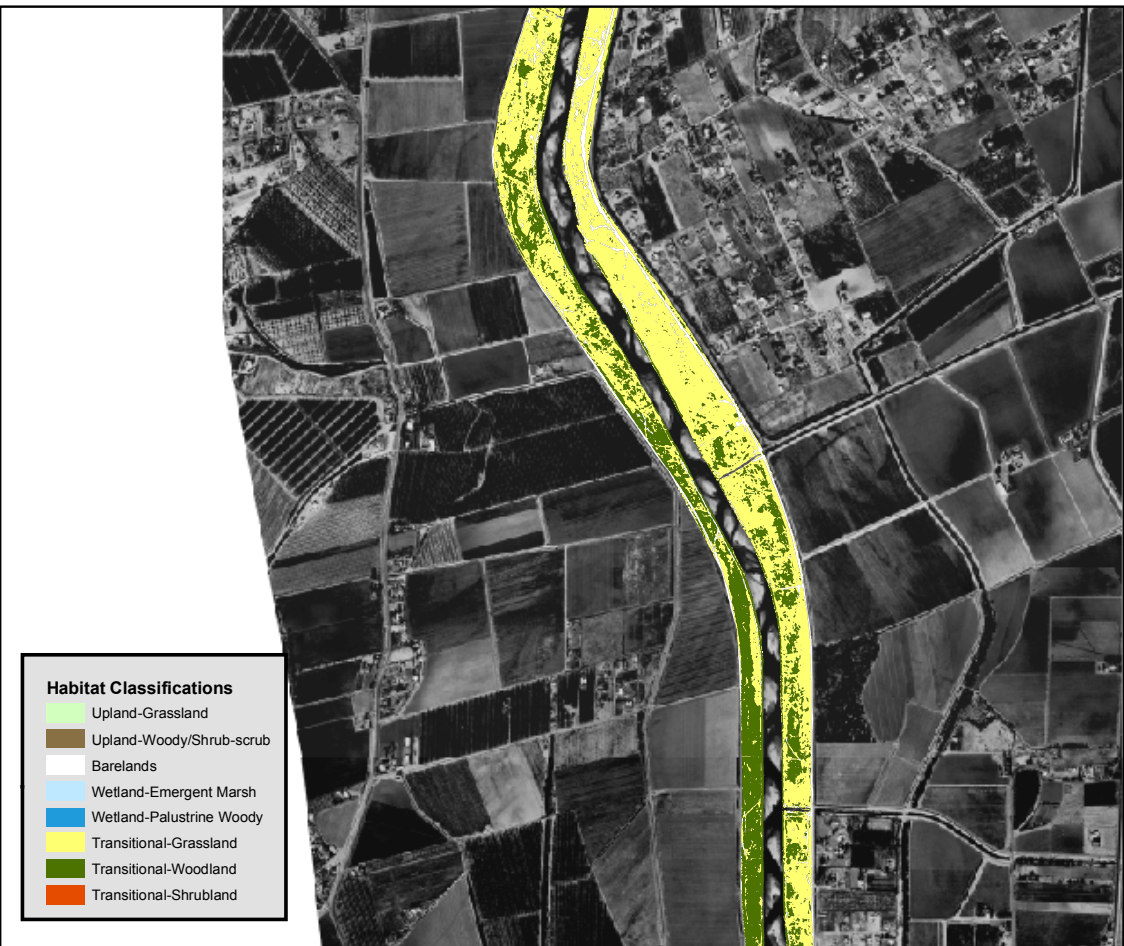 Habitat Classifications
Upland-Grassland
Upland-Woody/Shrub-scrub
Barelands
Wetland-Emergent Marsh
Wetland-Palustrine Woody
Transitional-Grassland
Transitional-Woodland
Transitional-Shrubland